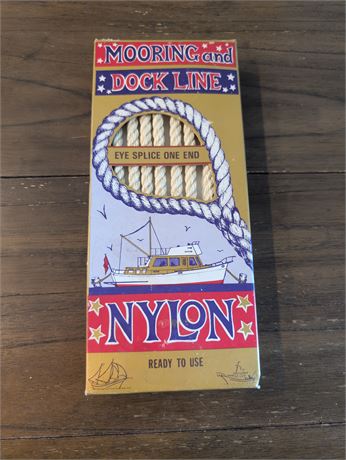 MOORING and
DOCK LINE
EYE SPLICE ONE END
NYLON
READY TO USE